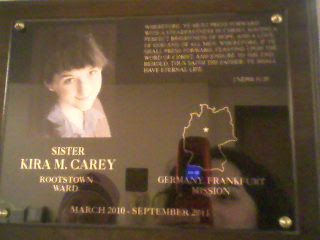 WHEREFORE, YE MUST PRESS FORWARD
WITH A STEADFASTNESS IN CHRIST, HAVING A
PERFECT BRIGHTNESS OF HOPE, AND A LOVE
OF GOD AND OF ALL MEN. WHEREFORE, IF YE
SHALL PRESS FORWARD, FEASTING UPON THE
WORD OF CHRIST, AND ENDURE TO THE END,
BEHOLD, THUS SAITH THE FATHER: YE SHALL
HAVE ETERNAL LIFE.
2 NEPHI 31:20
SISTER
KIRA M. CAREY
ROOTSTOWN
WARD
GERMANY FRANKFURT
MISSION
MARCH 2010 - SEPTEMBER 2011